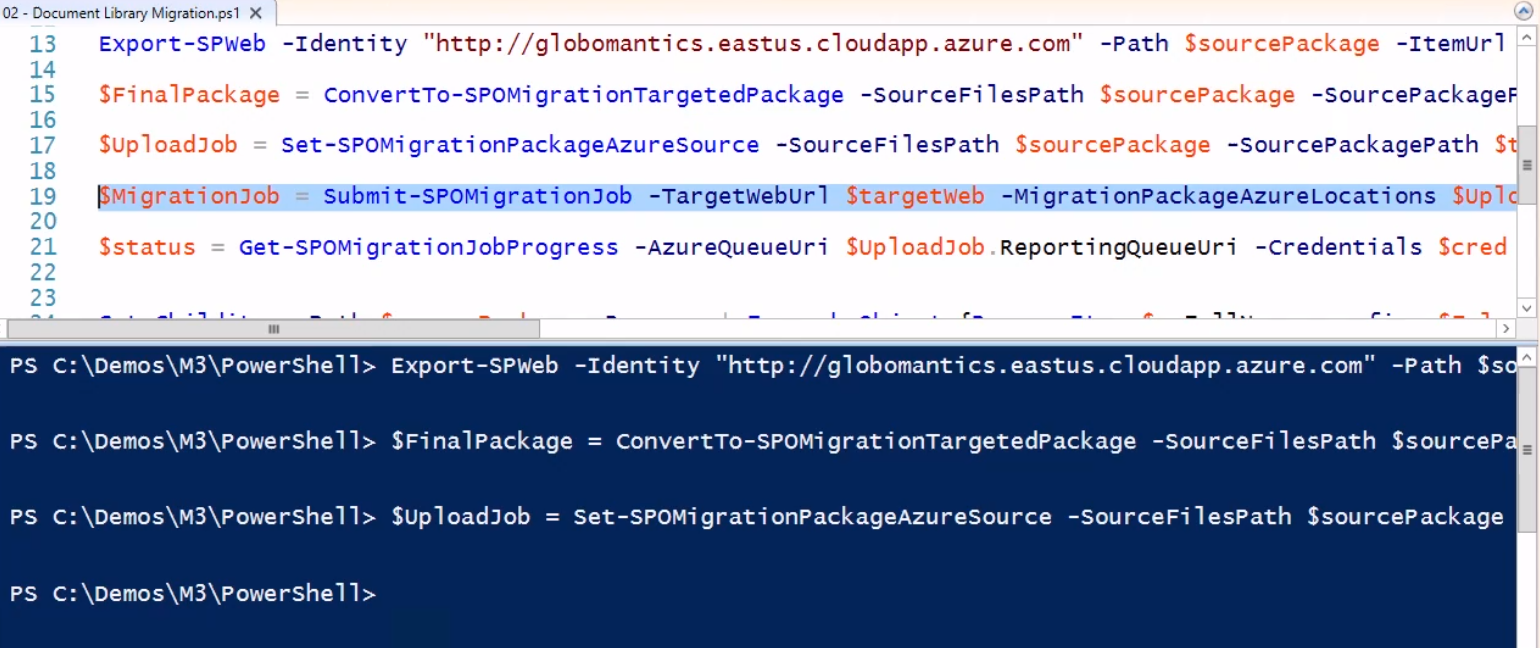 02 - Document Library Migration.ps1
13 Export-SPWeb -Identity "http://globomantics.eastus.cloudapp.azure.com" -Path $sourcePackage -ItemUrl
14
15 $FinalPackage = ConvertTo-SPOMigrationTargetedPackage -SourceFilesPath $sourcePackage -SourcePackageP
16
17 $UploadJob = Set-SPOMigrationPackageAzureSource -SourceFilesPath $sourcePackage -SourcePackagePath $t
18
19 $MigrationJob = Submit-SPOMigrationJob -TargetWebUrl $targetWeb -MigrationPackageAzureLocations $Uplo
20
21 $status = Get-SPOMigrationJobProgress -AzureQueueUri $UploadJob.ReportingQueueUri -Credentials $cred
22
23
PS C:\Demos\M3\PowerShell> Export-SPWeb -Identity "http://globomantics.eastus.cloudapp.azure.com" -Path $so
PS C:\Demos\M3\PowerShell> $FinalPackage = ConvertTo-SPOMigrationTargetedPackage -SourceFilesPath $sourcePa
PS C:\Demos\M3\PowerShell> $UploadJob = Set-SPOMigrationPackageAzureSource -SourceFilesPath $sourcePackage
PS C:\Demos\M3\PowerShell>